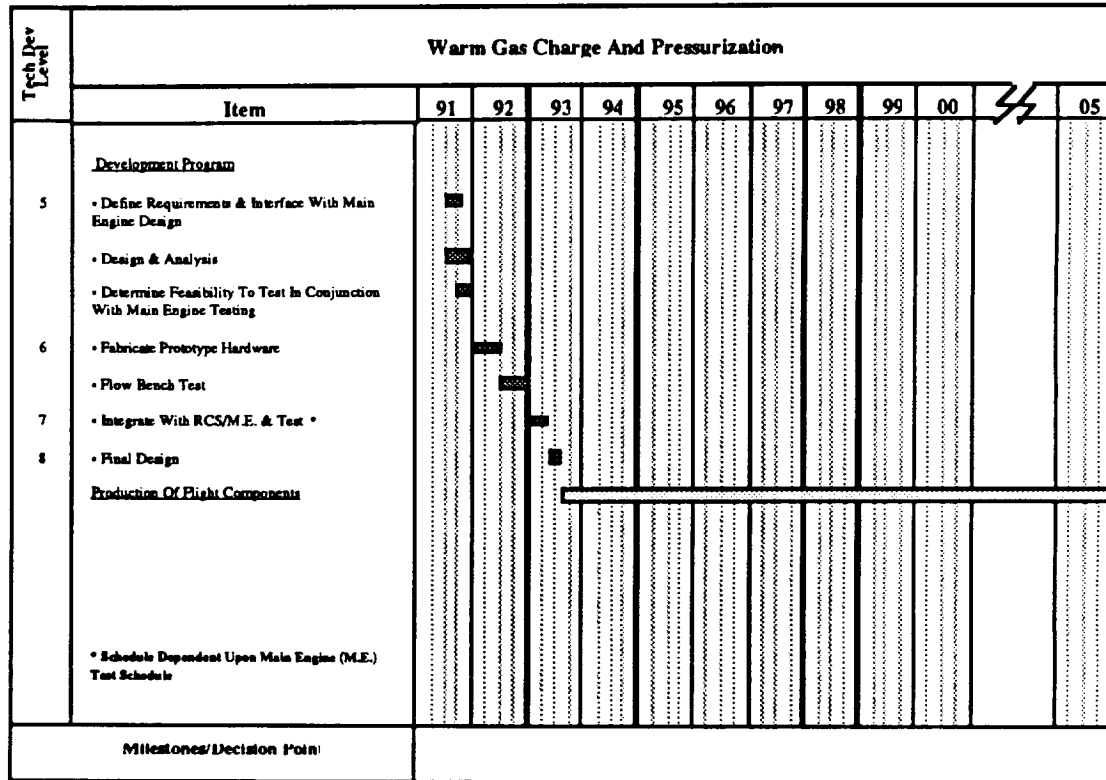 Tech Dev
Level
Warm Gas Charge And Pressurization
Item
91 92 93 94 95 96 97 98 99 00 05
Development Program
5
• Define Requirements & Interface With Main
Engine Design
• Design & Analysis
• Determine Feasibility To Test In Conjunction
With Main Engine Testing
6
• Fabricate Prototype Hardware
• Flow Bench Test
7
• Integrate With RCS/M.E. & Test *
8
• Final Design
Production Of Flight Components
* Schedule Dependent Upon Main Engine (M.E.)
Test Schedule
Milestones/Decision Point